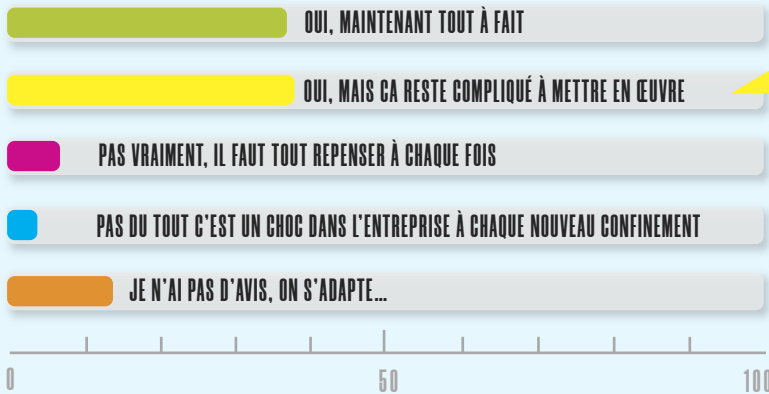 OUI, MAINTENANT TOUT À FAIT
OUI, MAIS CA RESTE COMPLIQUÉ À METTRE EN ŒUVRE
PAS VRAIMENT, IL FAUT TOUT REPENSER À CHAQUE FOIS
PAS DU TOUT C'EST UN CHOC DANS L'ENTREPRISE À CHAQUE NOUVEAU CONFINEMENT
JE N'AI PAS D'AVIS, ON S'ADAPTE...
0 50 100